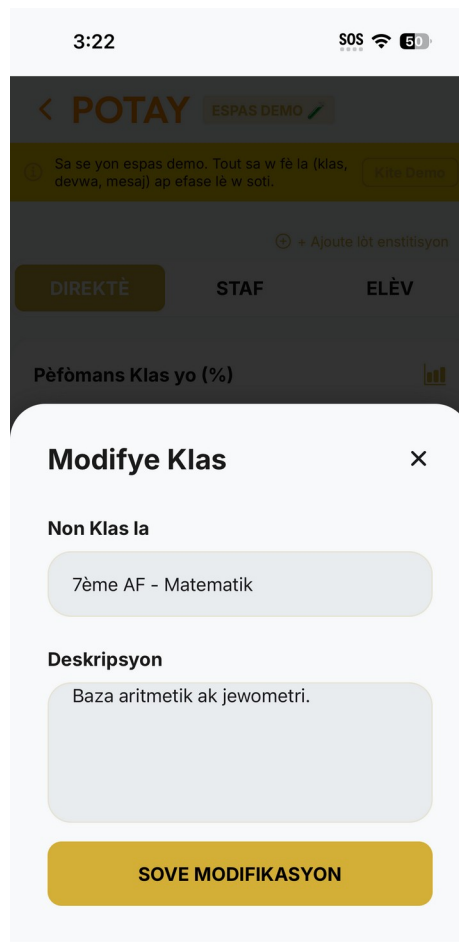 3:22
SOS
50
POTAY
ESPAS DEMO
Sa se yon espas demo. Tout sa w fè la (klas,
devwa, mesaj) ap efase lè w soti.
Kite Demo
+ Ajoute lòt enstitisyon
DIREKTÈ
STAF
ELÈV
Pèfòmans Klas yo (%)
Modifye Klas
Non Klas la
7ème AF - Matematik
Deskripsyon
Baza aritmetik ak jewometri.
SOVE MODIFIKASYON